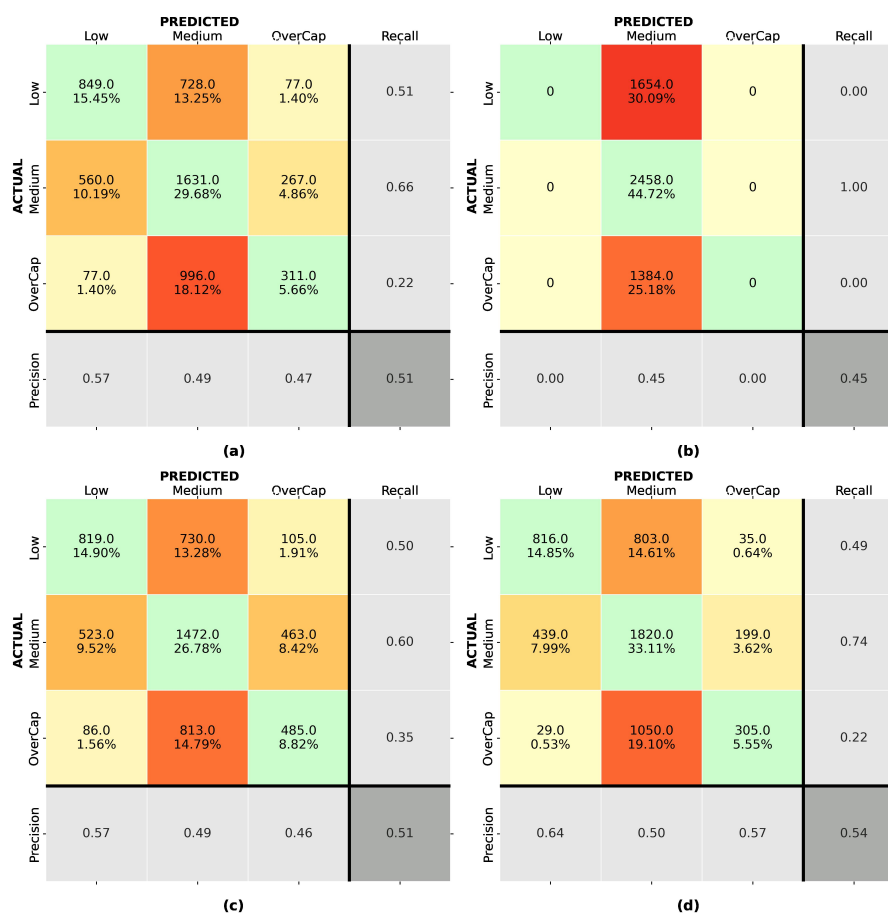 PREDICTED
Low Medium OverCap Recall
ACTUAL
Low
849.0 728.0 77.0 0.51
15.45% 13.25% 1.40%
Medium
560.0 1631.0 267.0 0.66
10.19% 29.68% 4.86%
OverCap
77.0 996.0 311.0 0.22
1.40% 18.12% 5.66%
Precision
0.57 0.49 0.47 0.51
(a)
PREDICTED
Low Medium OverCap Recall
ACTUAL
Low
0 1654.0 0 0.00
30.09%
Medium
0 2458.0 0 1.00
44.72%
OverCap
0 1384.0 0 0.00
25.18%
Precision
0.00 0.45 0.00 0.45
(b)
PREDICTED
Low Medium OverCap Recall
ACTUAL
Low
819.0 730.0 105.0 0.50
14.90% 13.28% 1.91%
Medium
523.0 1472.0 463.0 0.60
9.52% 26.78% 8.42%
OverCap
86.0 813.0 485.0 0.35
1.56% 14.79% 8.82%
Precision
0.57 0.49 0.46 0.51
(c)
PREDICTED
Low Medium OverCap Recall
ACTUAL
Low
816.0 803.0 35.0 0.49
14.85% 14.61% 0.64%
Medium
439.0 1820.0 199.0 0.74
7.99% 33.11% 3.62%
OverCap
29.0 1050.0 305.0 0.22
0.53% 19.10% 5.55%
Precision
0.64 0.50 0.57 0.54
(d)